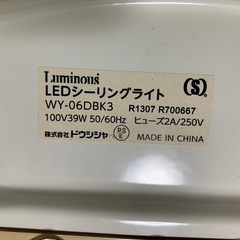 Luminous
LEDシーリングライト
WY-06DBK3 R1307 R700667
100V39W 50/60Hz ヒューズ2A/250V
株式会社ドウシシャ PSE MADE IN CHINA
(S)